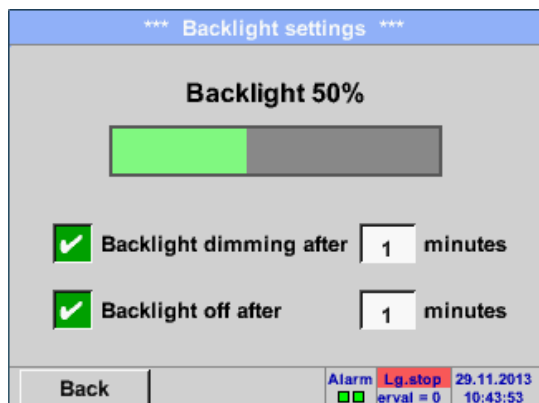 *** Backlight settings ***
Backlight 50%
Backlight dimming after 1 minutes
Backlight off after 1 minutes
Back
Alarm Lg.stop 29.11.2013
erval = 0 10:43:53